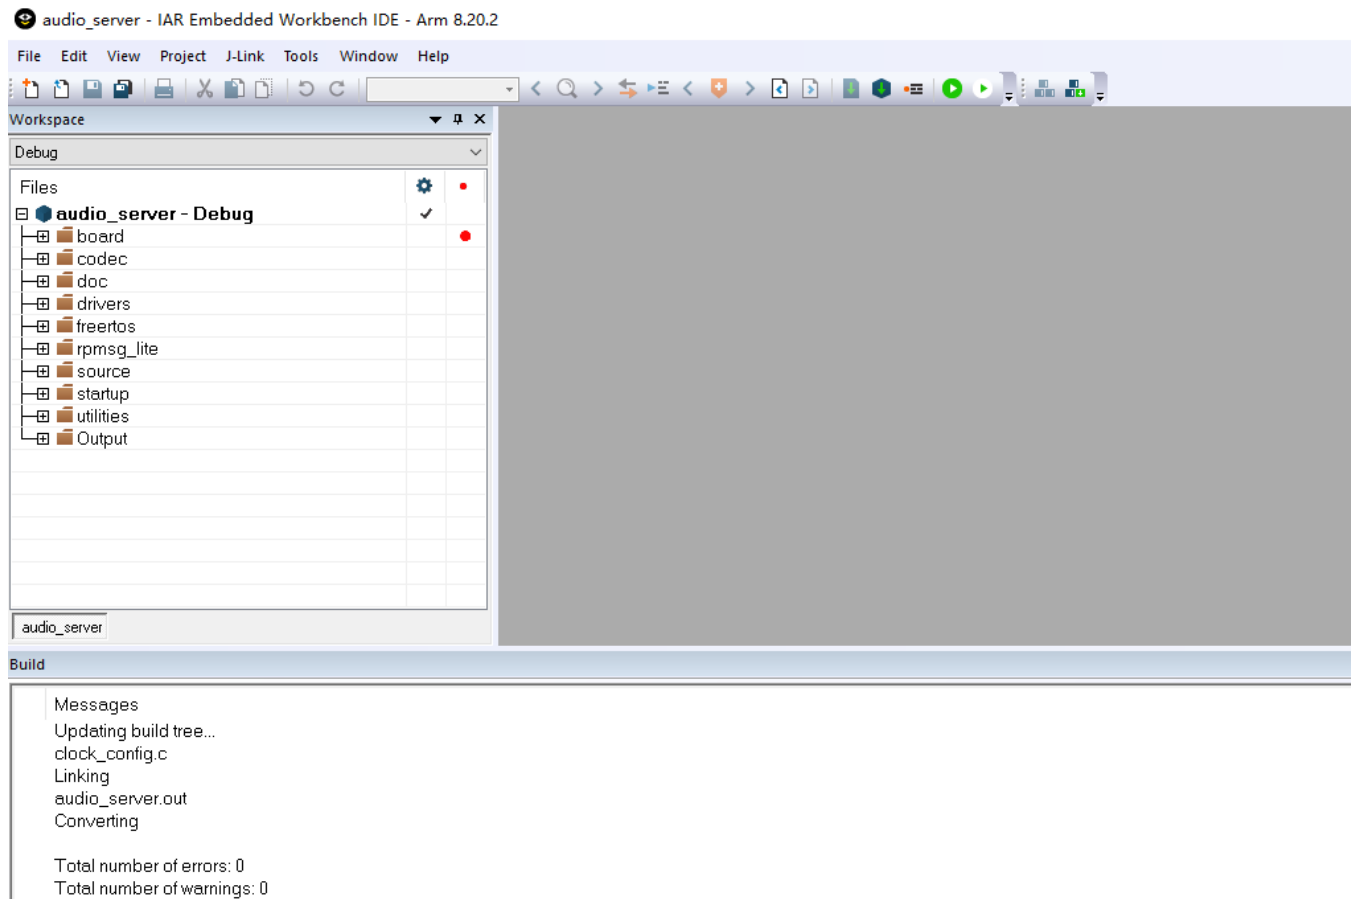 audio_server - IAR Embedded Workbench IDE - Arm 8.20.2
File Edit View Project J-Link Tools Window Help
Workspace
Debug
Files
audio_server - Debug
board
codec
doc
drivers
freertos
rpmsg_lite
source
startup
utilities
Output
audio_server
Build
Messages
Updating build tree...
clock_config.c
Linking
audio_server.out
Converting
Total number of errors: 0
Total number of warnings: 0